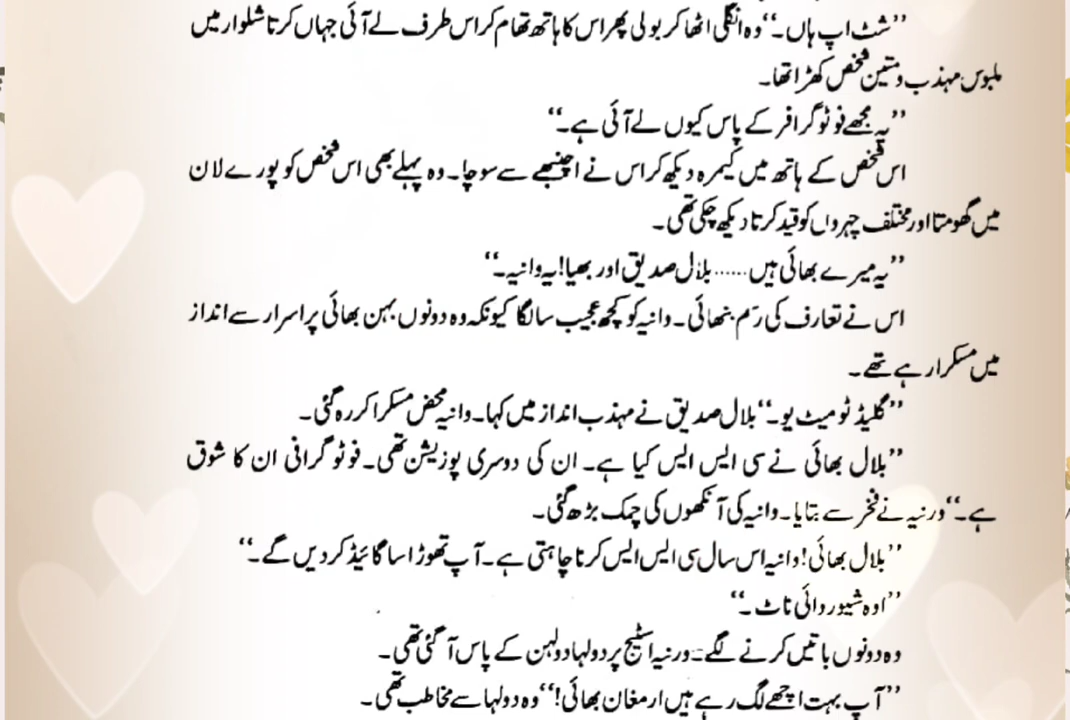 ’’شٹ اپ ہاں۔‘‘ وہ انگلی اٹھا کر بولی پھر اس کا ہاتھ تھام کر اس طرف لے آئی جہاں کرتا شلوار میں
ملبوس مہذب و متین شخص کھڑا تھا۔
’’یہ مجھے فوٹو گرافر کے پاس کیوں لے آئی ہے۔‘‘
اس شخص کے ہاتھ میں کیمرہ دیکھ کر اس نے اچنبھے سے سوچا۔ وہ پہلے بھی اس شخص کو پورے لان
میں گھومتا اور مختلف چہروں کو قید کرتا دیکھ چکی تھی۔
’’یہ میرے بھائی ہیں...... بلال صدیق اور بھیا! یہ وانیہ۔‘‘
اس نے تعارف کی رسم نبھائی۔ وانیہ کو کچھ عجیب سا لگا کیونکہ وہ دونوں بہن بھائی پراسرار سے انداز
میں مسکرا رہے تھے۔
’’گلیڈ ٹو میٹ یو۔‘‘ بلال صدیق نے مہذب انداز میں کہا۔ وانیہ محض مسکرا کر رہ گئی۔
’’بلال بھائی نے سی ایس ایس کیا ہے۔ ان کی دوسری پوزیشن تھی۔ فوٹو گرافی ان کا شوق
ہے۔‘‘ ورنیہ نے فخر سے بتایا۔ وانیہ کی آنکھوں کی چمک بڑھ گئی۔
’’بلال بھائی! وانیہ اس سال سی ایس ایس کرنا چاہتی ہے۔ آپ تھوڑا سا گائیڈ کر دیں گے۔‘‘
’’اوہ شیور وائی ناٹ۔‘‘
وہ دونوں باتیں کرنے لگے۔ ورنیہ اسٹیج پر دولہا دولہن کے پاس آ گئی تھی۔
’’آپ بہت اچھے لگ رہے ہیں ارمغان بھائی!‘‘ وہ دولہا سے مخاطب تھی۔